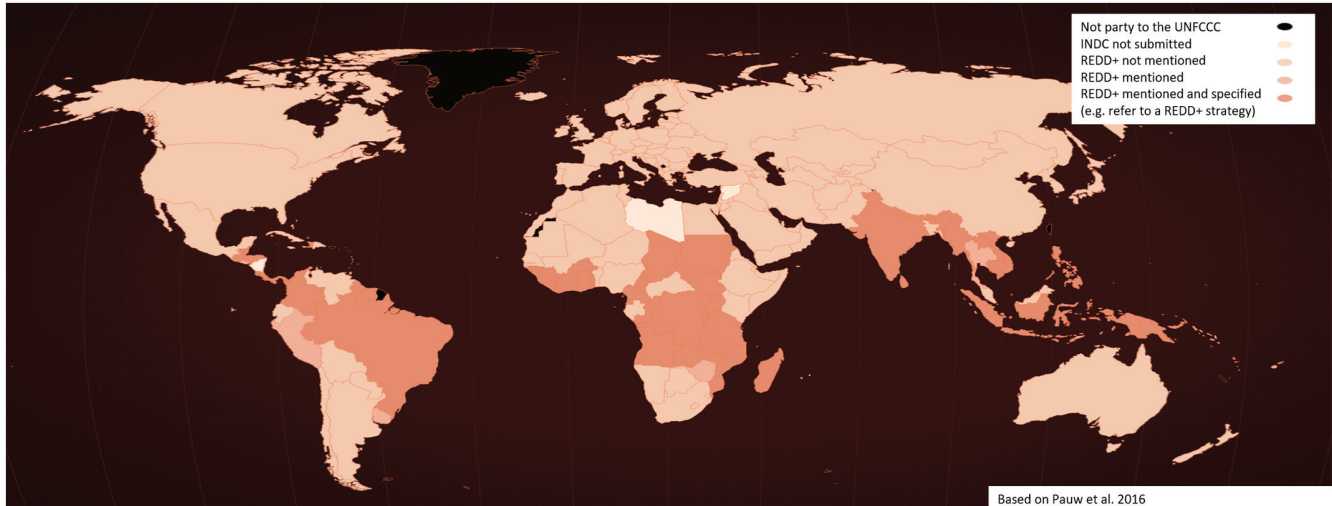 Not party to the UNFCCC
INDC not submitted
REDD+ not mentioned
REDD+ mentioned
REDD+ mentioned and specified
(e.g. refer to a REDD+ strategy)
Based on Pauw et al. 2016